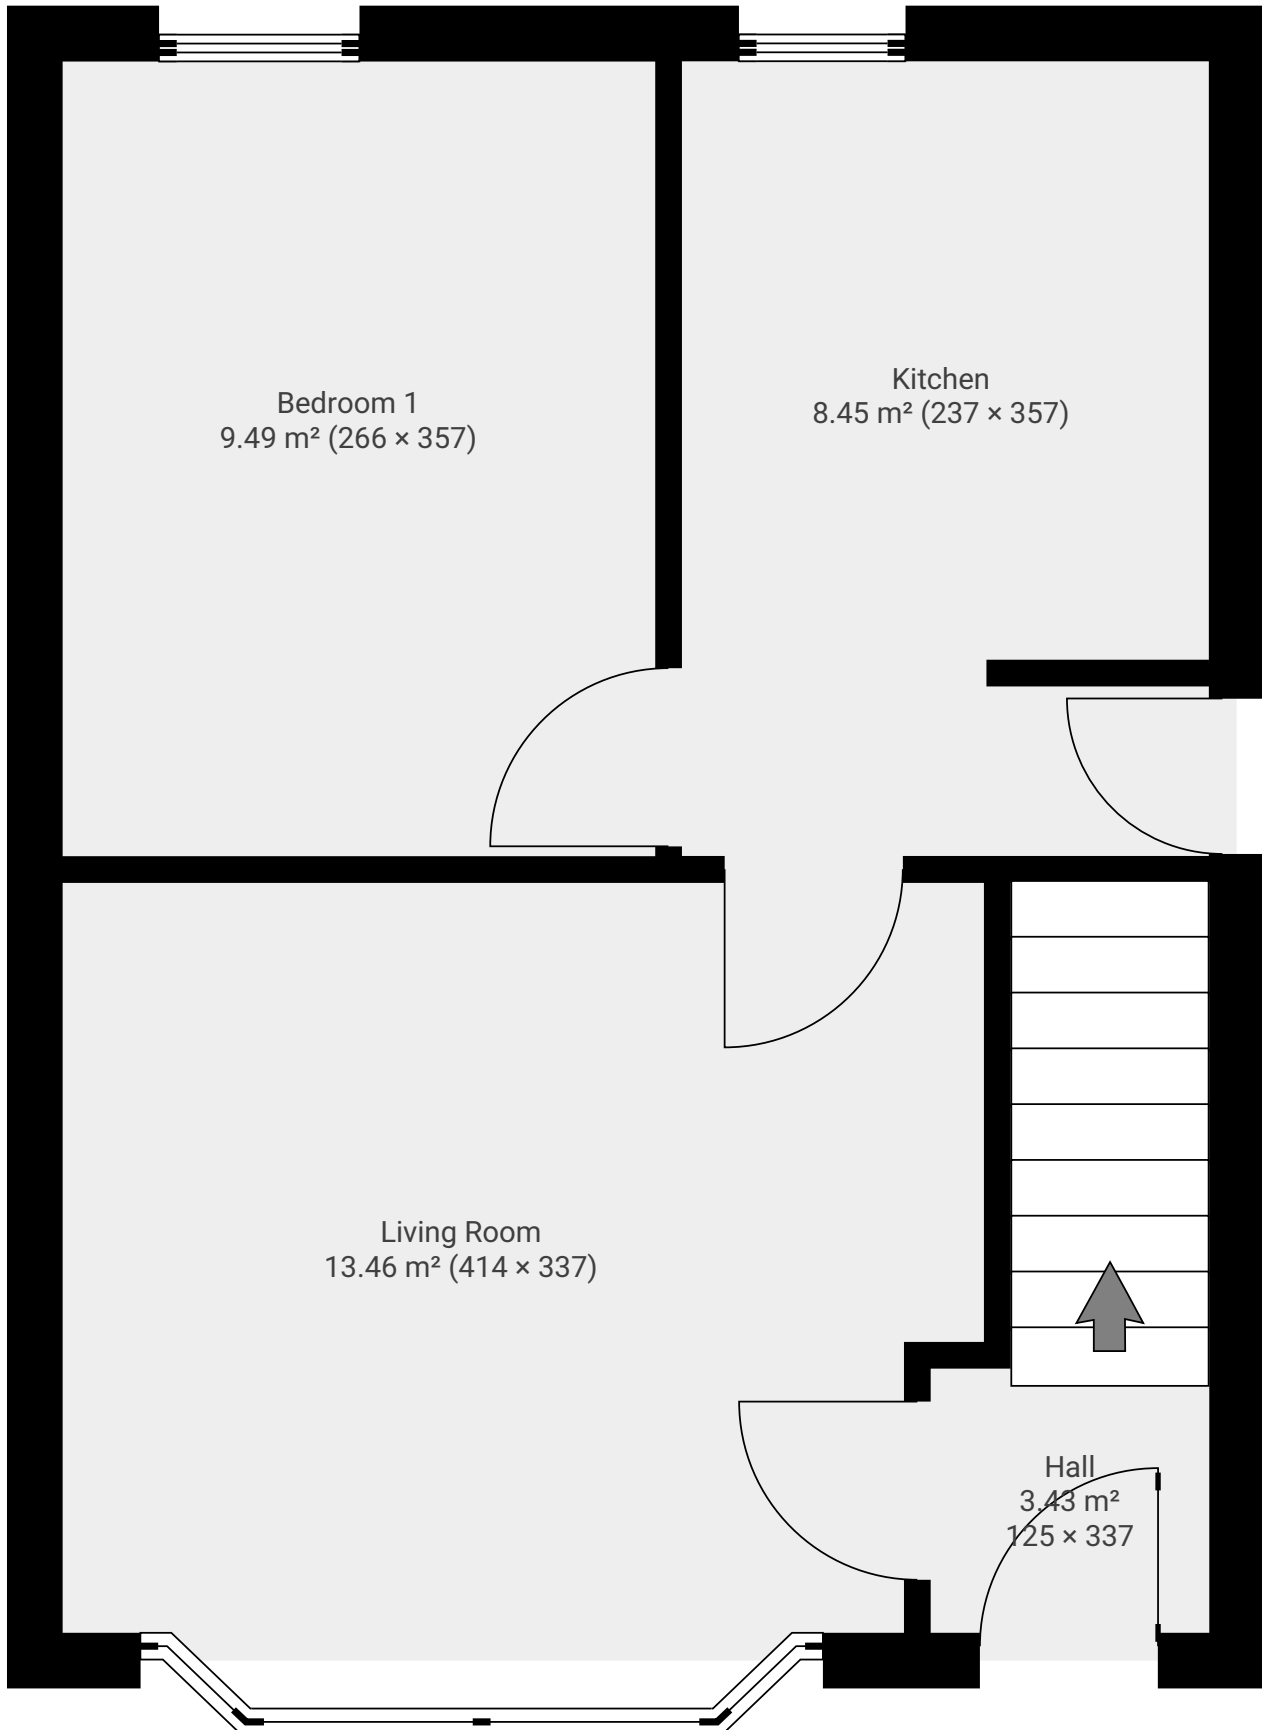 Bedroom 1
9.49 m² (266 × 357)
Kitchen
8.45 m² (237 × 357)
Living Room
13.46 m² (414 × 337)
Hall
3.43 m²
125 × 337